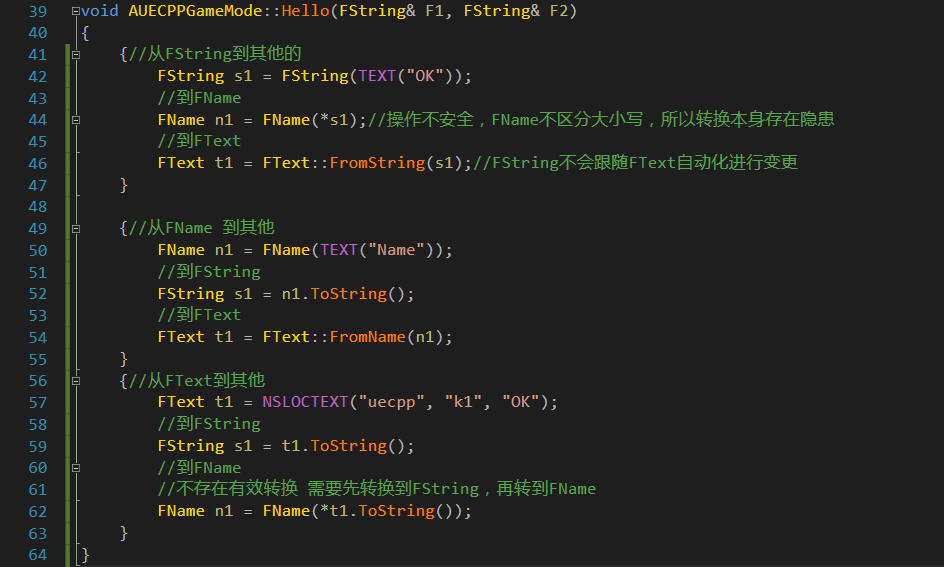 39 void AUECPPGameMode::Hello(FString& F1, FString& F2)
40 {
41 {//从FString到其他的
42 FString s1 = FString(TEXT("OK"));
43 //到FName
44 FName n1 = FName(*s1);//操作不安全，FName不区分大小写，所以转换本身存在隐患
45 //到FText
46 FText t1 = FText::FromString(s1);//FString不会跟随FText自动化进行变更
47 }
48
49 {//从FName 到其他
50 FName n1 = FName(TEXT("Name"));
51 //到FString
52 FString s1 = n1.ToString();
53 //到FText
54 FText t1 = FText::FromName(n1);
55 }
56 {//从FText到其他
57 FText t1 = NSLOCTEXT("uecpp", "k1", "OK");
58 //到FString
59 FString s1 = t1.ToString();
60 //到FName
61 //不存在有效转换 需要先转换到FString，再转到FName
62 FName n1 = FName(*t1.ToString());
63 }
64 }